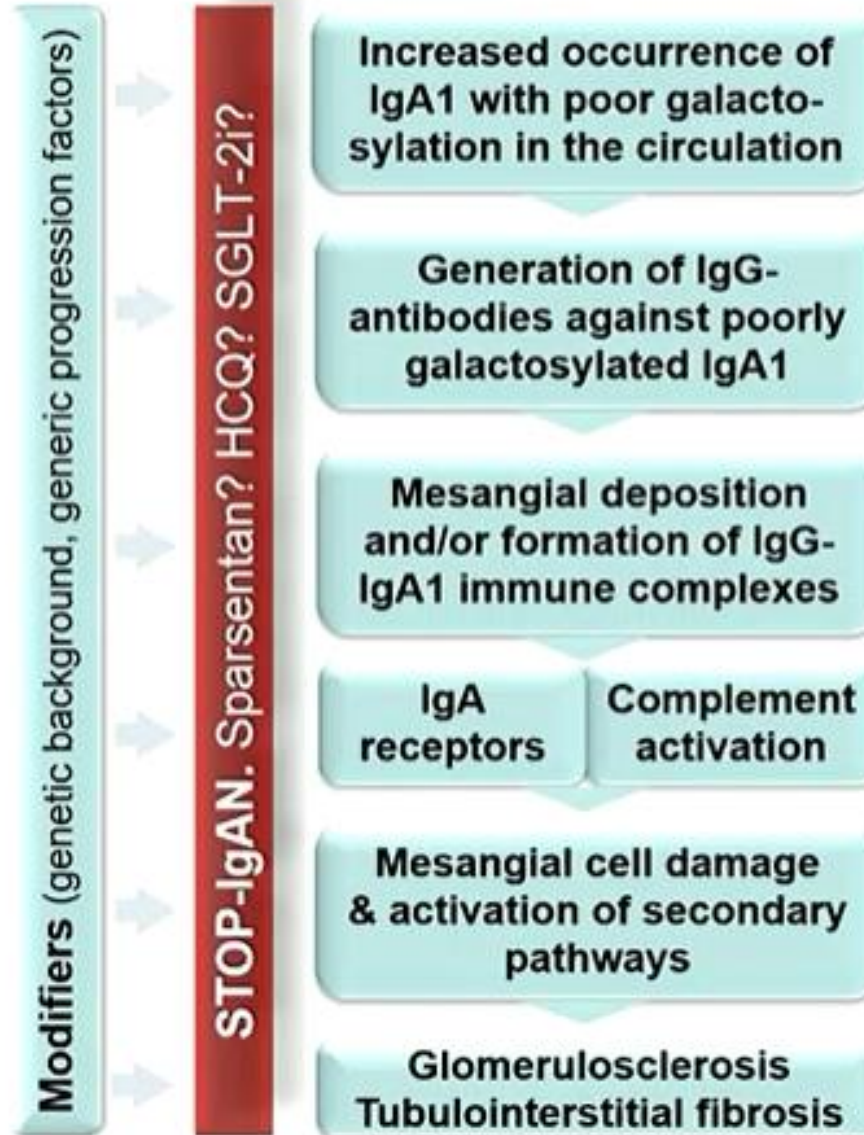 Modifiers (genetic background, generic progression factors)
STOP-IgAN. Sparsentan? HCQ? SGLT-2i?
Increased occurrence of
IgA1 with poor galacto-
sylation in the circulation
Generation of IgG-
antibodies against poorly
galactosylated IgA1
Mesangial deposition
and/or formation of IgG-
IgA1 immune complexes
IgA
receptors
Complement
activation
Mesangial cell damage
& activation of secondary
pathways
Glomerulosclerosis
Tubulointerstitial fibrosis